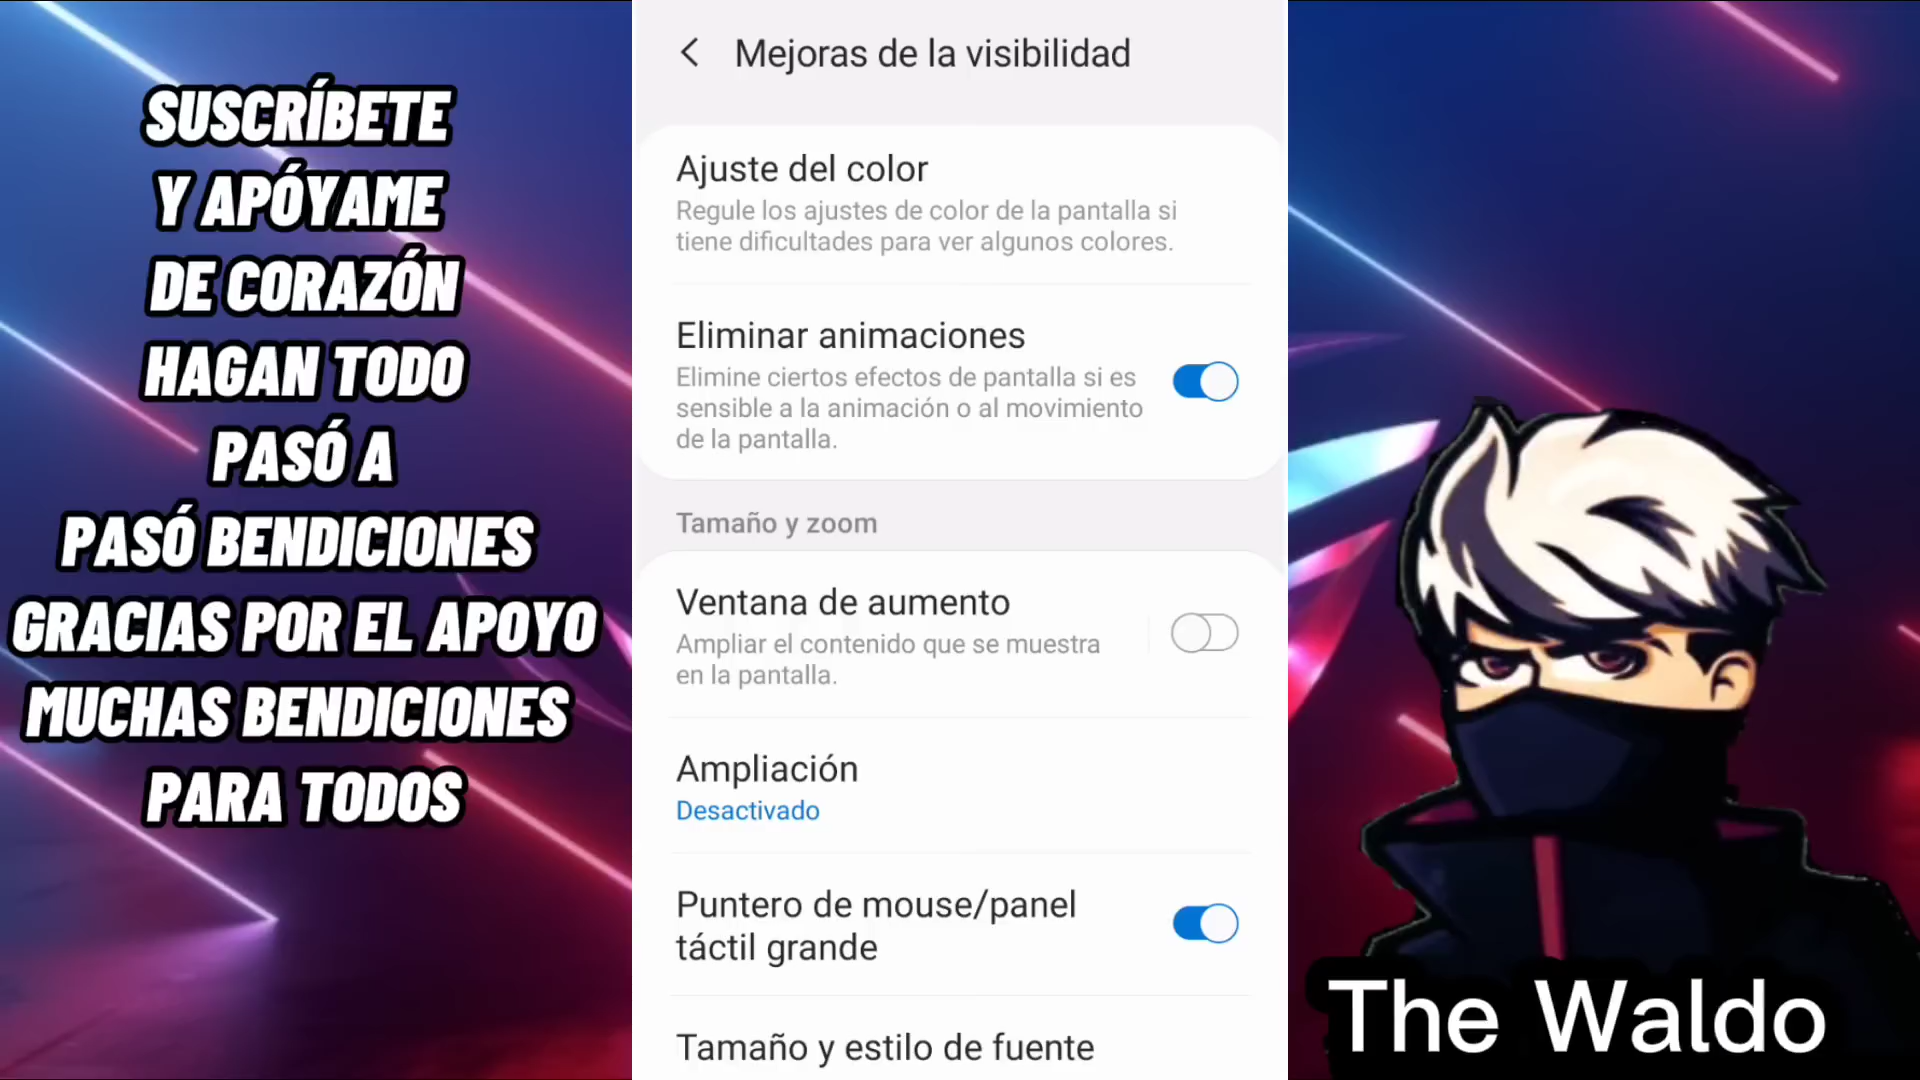 SUSCRÍBETE
Y APÓYAME
DE CORAZÓN
HAGAN TODO
PASÓ A
PASÓ BENDICIONES
GRACIAS POR EL APOYO
MUCHAS BENDICIONES
PARA TODOS
Mejoras de la visibilidad
Ajuste del color
Regule los ajustes de color de la pantalla si
tiene dificultades para ver algunos colores.
Eliminar animaciones
Elimine ciertos efectos de pantalla si es
sensible a la animación o al movimiento
de la pantalla.
Tamaño y zoom
Ventana de aumento
Ampliar el contenido que se muestra
en la pantalla.
Ampliación
Desactivado
Puntero de mouse/panel
táctil grande
Tamaño y estilo de fuente
The Waldo